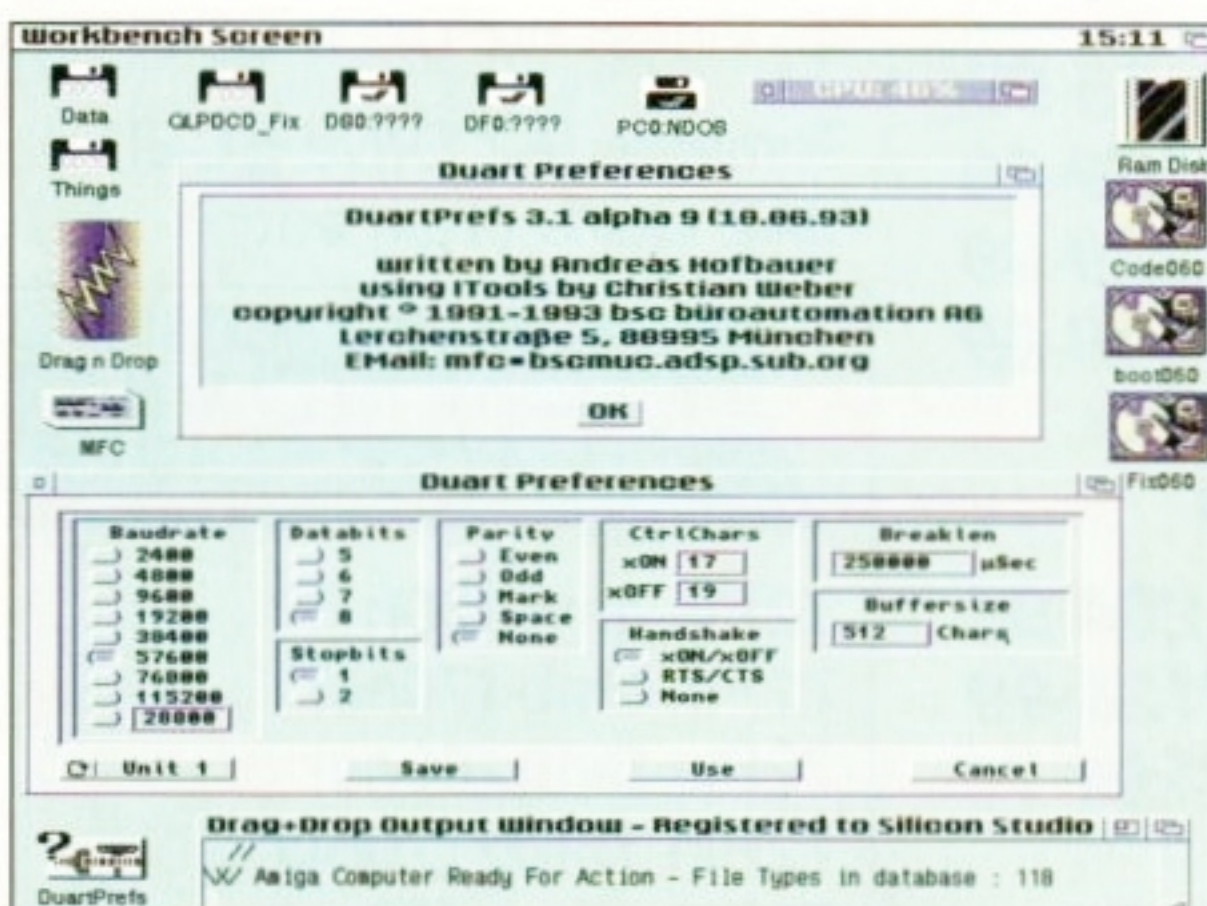 Workbench Screen 15:11
Data
QLPDCD_Fix
DG0:????
DF0:????
PC0:NDOS
Ram Disk
Things
Duart Preferences
DuartPrefs 3.1 alpha 9 (10.06.93)
written by Andreas Hofbauer
using ITools by Christian Weber
copyright © 1991-1993 bsc büroautomation AG
Lerchenstraße 5, 80995 München
EMail: mfc@bscmuc.adsp.sub.org
OK
Drag n Drop
MFC
Code060
boot060
Fix060
Duart Preferences
Baudrate
2400
4800
9600
19200
38400
57600
76800
115200
28800
Databits
5
6
7
8
Stopbits
1
2
Parity
Even
Odd
Mark
Space
None
CtrlChars
xON 17
xOFF 19
Handshake
xON/xOFF
RTS/CTS
None
Breaklen
250000 µSec
Buffersize
512 Chars
Unit 1
Save
Use
Cancel
DuartPrefs
Drag+Drop Output Window - Registered to Silicon Studio
Amiga Computer Ready For Action - File Types in database : 118